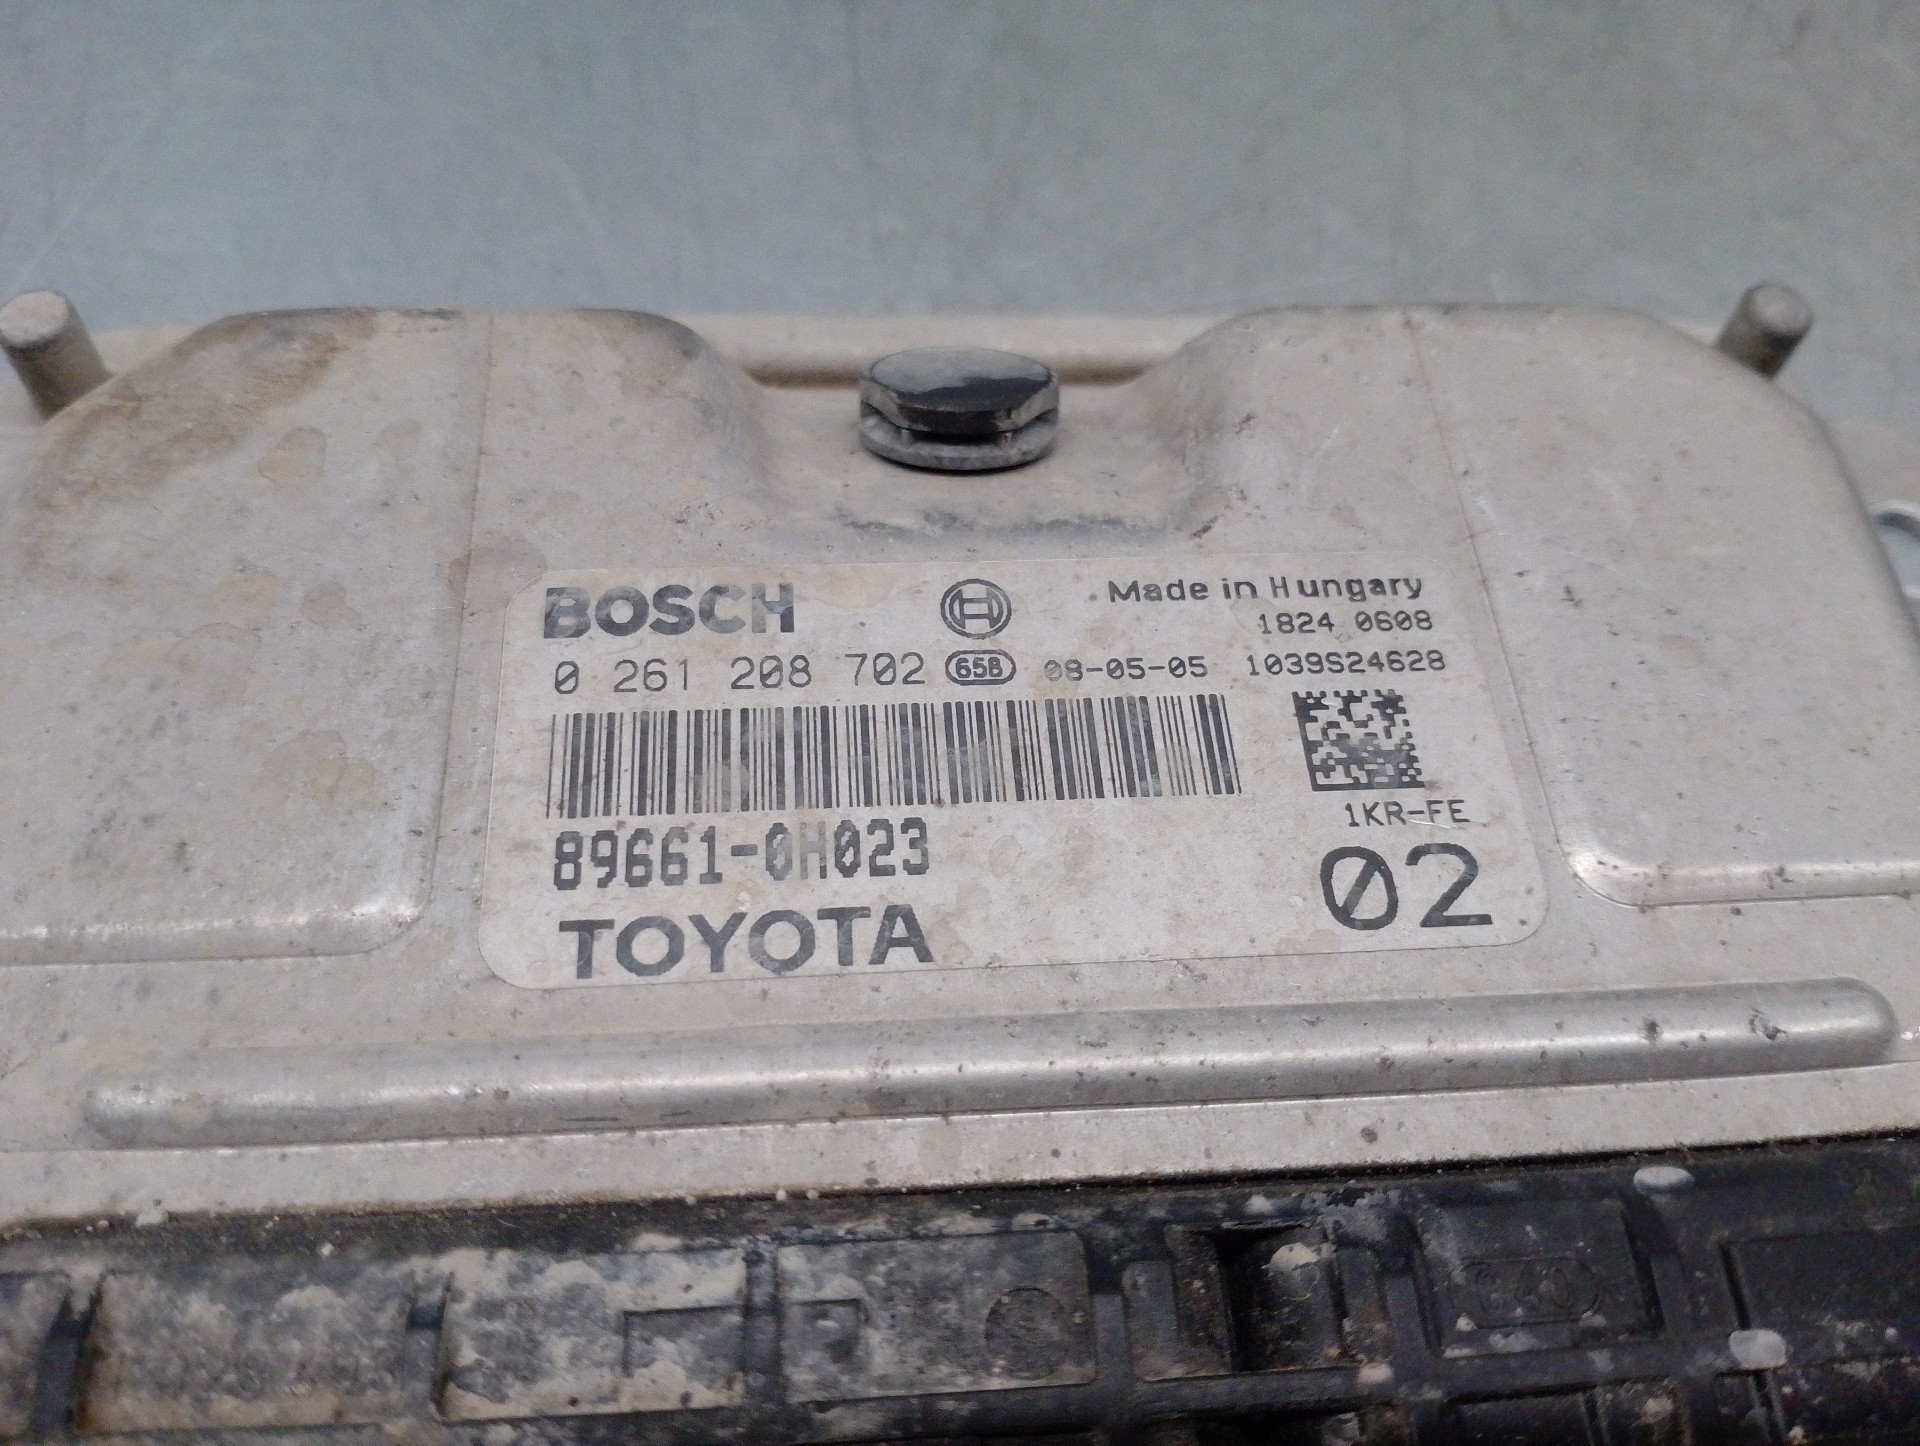 BOSCH Made in Hungary
1824 0608
0 261 208 702 65B 08-05-05 1039S24628
89661-0H023
1KR-FE
TOYOTA 02